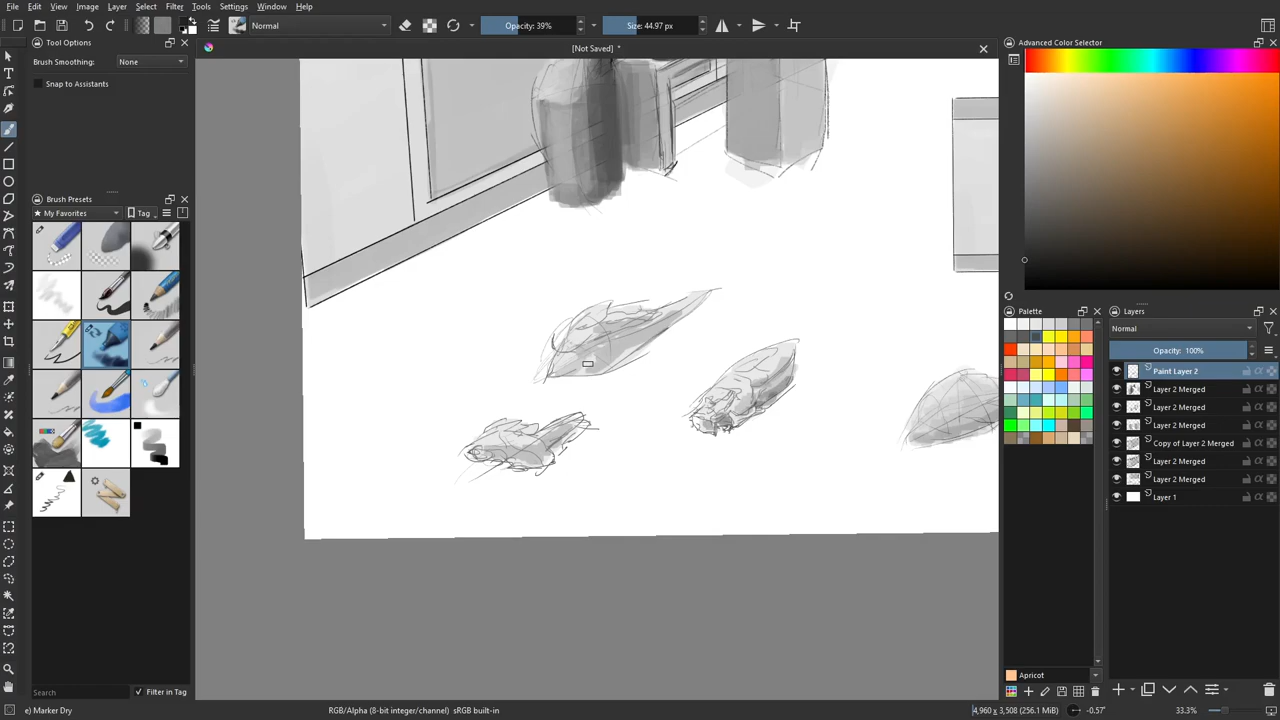 File Edit View Image Layer Select Filter Tools Settings Window Help
Normal
Opacity: 39%
Size: 44.97 px
Tool Options
[Not Saved] *
Advanced Color Selector
Brush Smoothing: None
Snap to Assistants
Brush Presets
★ My Favorites
Tag
Palette
Layers
Normal
Opacity: 100%
Paint Layer 2
Layer 2 Merged
Layer 2 Merged
Layer 2 Merged
Copy of Layer 2 Merged
Layer 2 Merged
Layer 2 Merged
Layer 1
Apricot
Search
Filter in Tag
e) Marker Dry
RGB/Alpha (8-bit integer/channel) sRGB built-in
4,960 x 3,508 (256.1 MiB)
-0.57°
33.3%